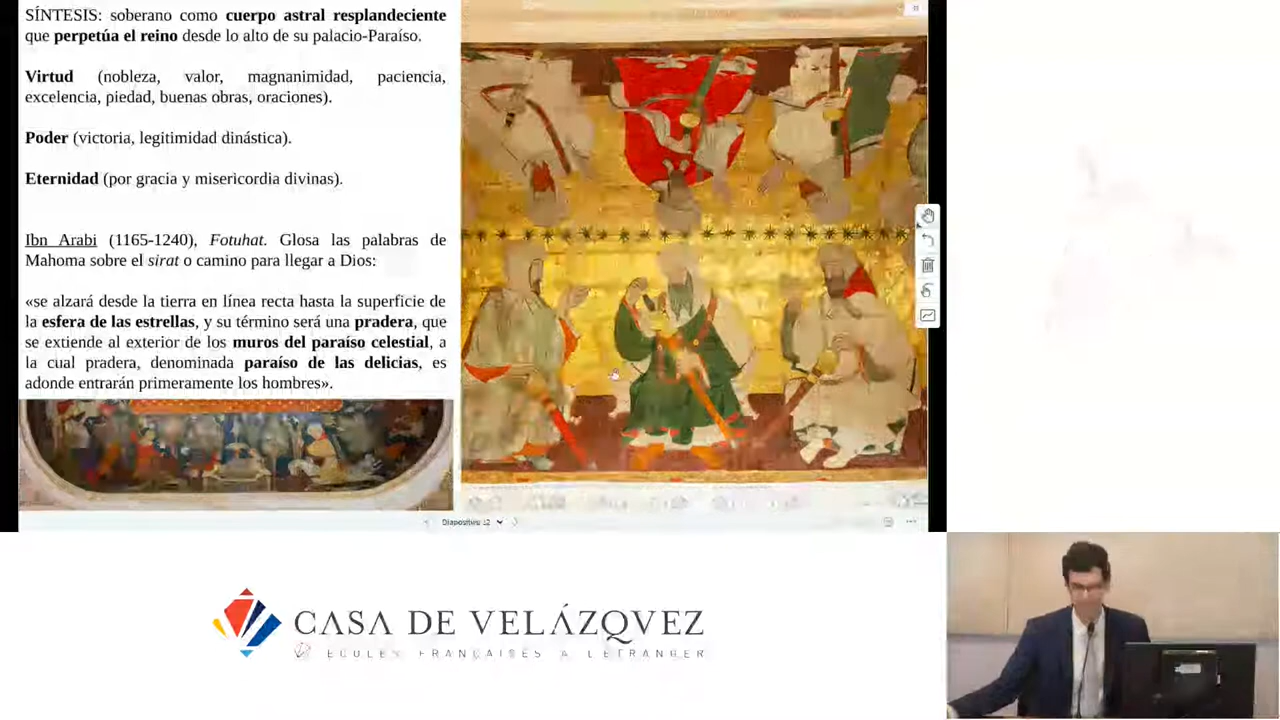 SÍNTESIS: soberano como cuerpo astral resplandeciente
que perpetúa el reino desde lo alto de su palacio-Paraíso.
Virtud (nobleza, valor, magnanimidad, paciencia,
excelencia, piedad, buenas obras, oraciones).
Poder (victoria, legitimidad dinástica).
Eternidad (por gracia y misericordia divinas).
Ibn Arabi (1165-1240), Fotuhat. Glosa las palabras de
Mahoma sobre el sirat o camino para llegar a Dios:
«se alzará desde la tierra en línea recta hasta la superficie de
la esfera de las estrellas, y su término será una pradera, que
se extiende al exterior de los muros del paraíso celestial, a
la cual pradera, denominada paraíso de las delicias, es
adonde entrarán primeramente los hombres».
Diapositiva 12
CASA DE VELÁZQVEZ
ÉCOLES FRANÇAISES À L'ÉTRANGER